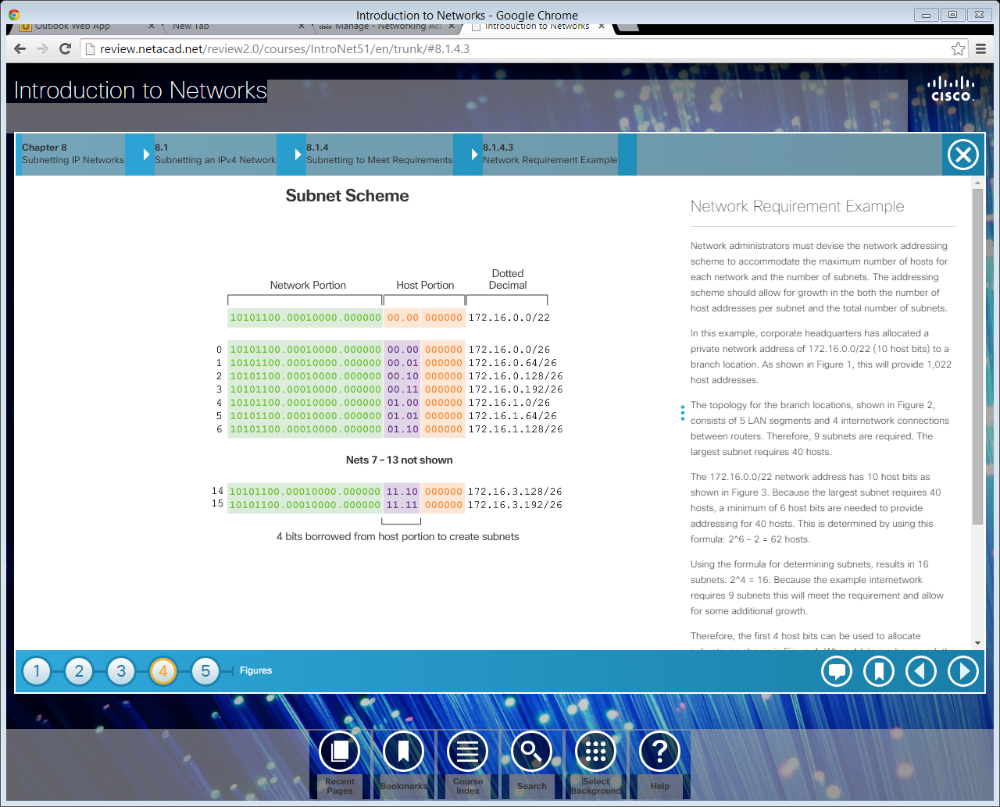 Introduction to Networks - Google Chrome
Outlook Web App
New Tab
cisco Manage - Networking Aca
Introduction to Networks
review.netacad.net/review2.0/courses/IntroNet51/en/trunk/#8.1.4.3
Introduction to Networks
CISCO
Chapter 8
Subnetting IP Networks
8.1
Subnetting an IPv4 Network
8.1.4
Subnetting to Meet Requirements
8.1.4.3
Network Requirement Example
Subnet Scheme
Network Portion
Host Portion
Dotted
Decimal
10101100.00010000.000000 00.00 000000 172.16.0.0/22
0 10101100.00010000.000000 00.00 000000 172.16.0.0/26
1 10101100.00010000.000000 00.01 000000 172.16.0.64/26
2 10101100.00010000.000000 00.10 000000 172.16.0.128/26
3 10101100.00010000.000000 00.11 000000 172.16.0.192/26
4 10101100.00010000.000000 01.00 000000 172.16.1.0/26
5 10101100.00010000.000000 01.01 000000 172.16.1.64/26
6 10101100.00010000.000000 01.10 000000 172.16.1.128/26
Nets 7 – 13 not shown
14 10101100.00010000.000000 11.10 000000 172.16.3.128/26
15 10101100.00010000.000000 11.11 000000 172.16.3.192/26
4 bits borrowed from host portion to create subnets
Network Requirement Example
Network administrators must devise the network addressing
scheme to accommodate the maximum number of hosts for
each network and the number of subnets. The addressing
scheme should allow for growth in the both the number of
host addresses per subnet and the total number of subnets.
In this example, corporate headquarters has allocated a
private network address of 172.16.0.0/22 (10 host bits) to a
branch location. As shown in Figure 1, this will provide 1,022
host addresses.
The topology for the branch locations, shown in Figure 2,
consists of 5 LAN segments and 4 internetwork connections
between routers. Therefore, 9 subnets are required. The
largest subnet requires 40 hosts.
The 172.16.0.0/22 network address has 10 host bits as
shown in Figure 3. Because the largest subnet requires 40
hosts, a minimum of 6 host bits are needed to provide
addressing for 40 hosts. This is determined by using this
formula: 2^6 – 2 = 62 hosts.
Using the formula for determining subnets, results in 16
subnets: 2^4 = 16. Because the example internetwork
requires 9 subnets this will meet the requirement and allow
for some additional growth.
Therefore, the first 4 host bits can be used to allocate
1 2 3 4 5 Figures
Recent
Pages
Bookmarks
Course
Index
Search
Select
Background
Help
?